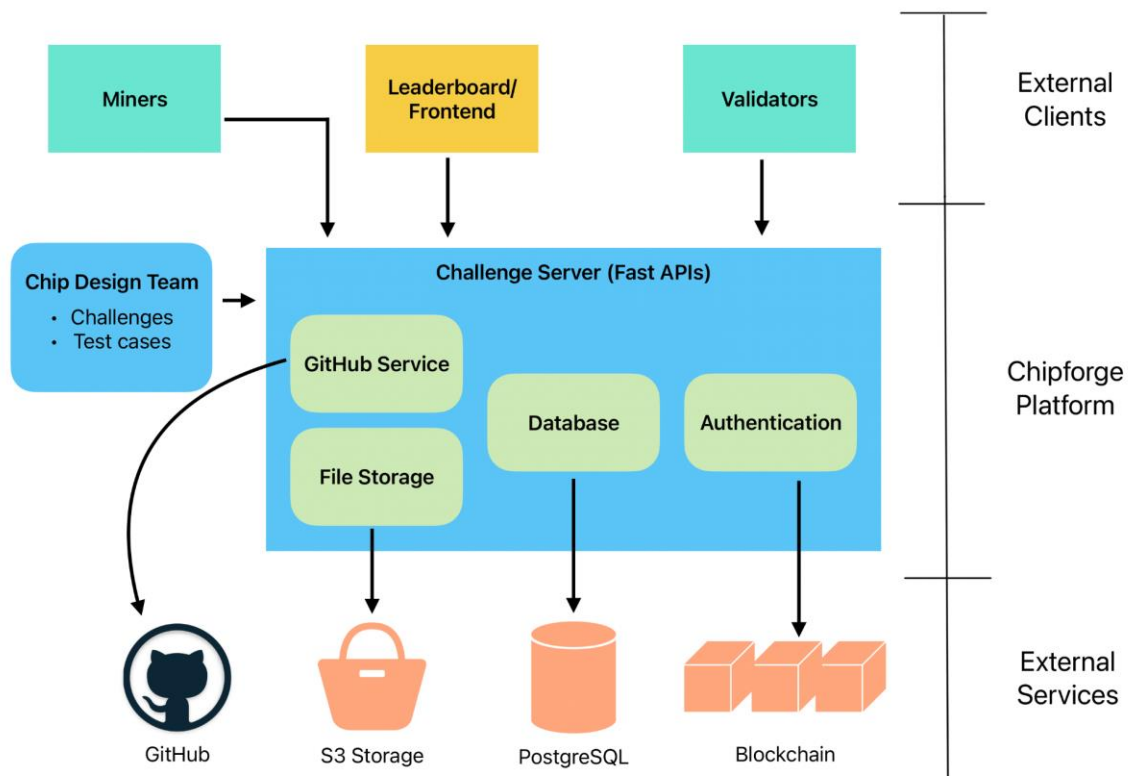 Miners
Leaderboard/
Frontend
Validators
External
Clients
Chip Design Team
• Challenges
• Test cases
Challenge Server (Fast APIs)
GitHub Service
File Storage
Database
Authentication
Chipforge
Platform
GitHub
S3 Storage
PostgreSQL
Blockchain
External
Services